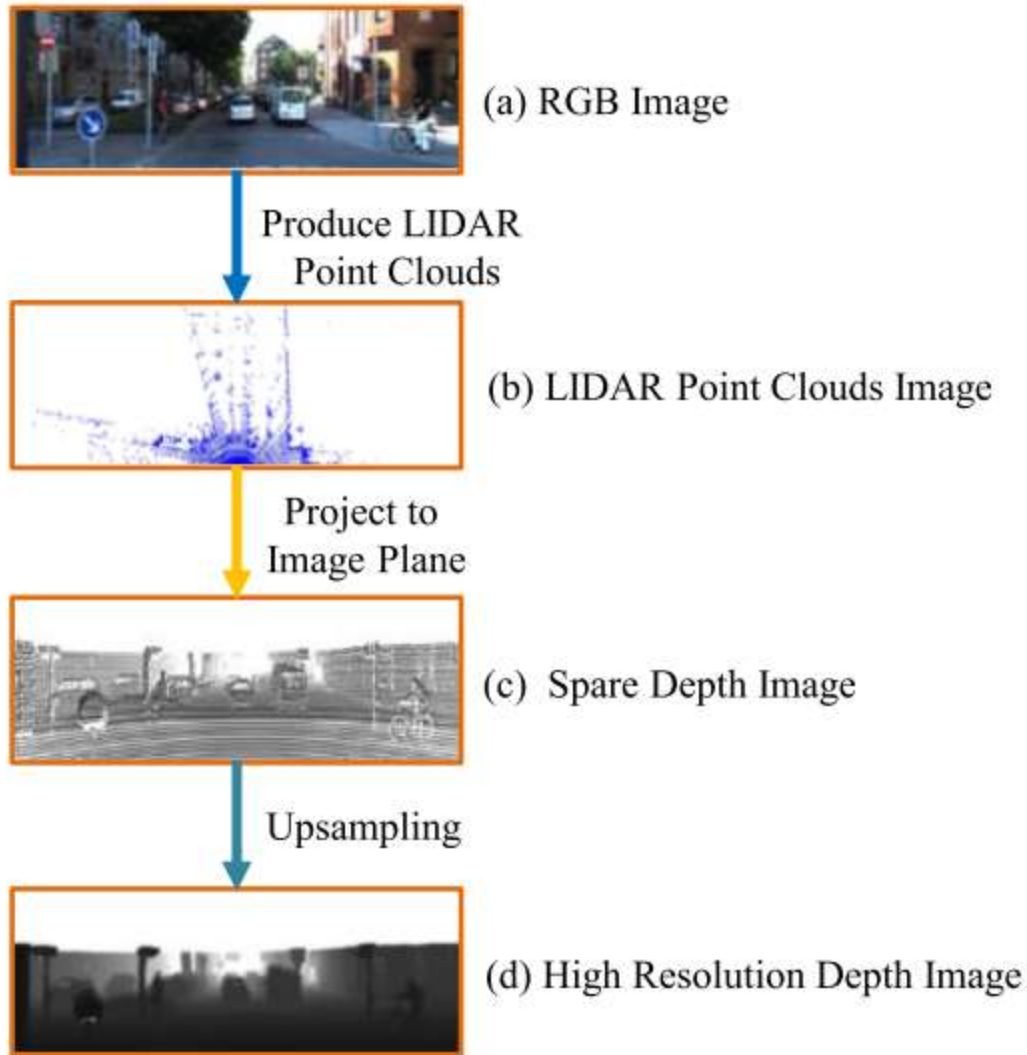 (a) RGB Image
Produce LIDAR
Point Clouds
(b) LIDAR Point Clouds Image
Project to
Image Plane
(c) Spare Depth Image
Upsampling
(d) High Resolution Depth Image